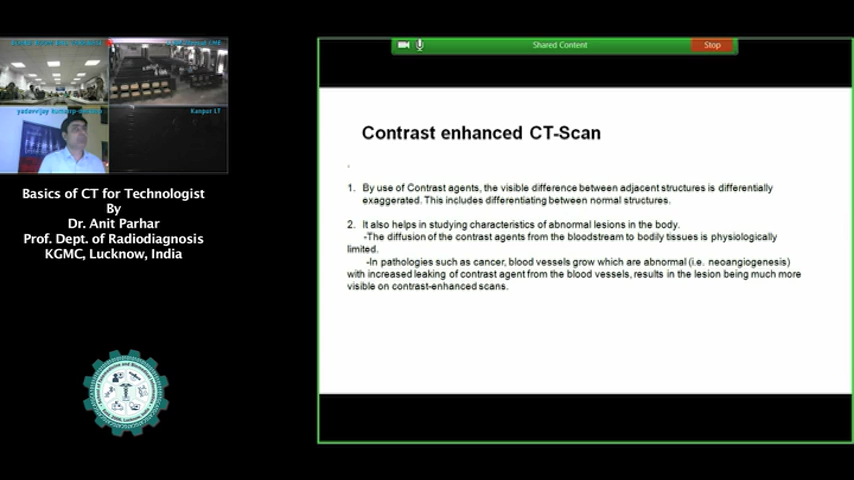 Kanpur LT
Basics of CT for Technologist
By
Dr. Anit Parhar
Prof. Dept. of Radiodiagnosis
KGMC, Lucknow, India
Shared Content
Stop
Contrast enhanced CT-Scan
1. By use of Contrast agents, the visible difference between adjacent structures is differentially
exaggerated. This includes differentiating between normal structures.
2. It also helps in studying characteristics of abnormal lesions in the body.
-The diffusion of the contrast agents from the bloodstream to bodily tissues is physiologically
limited.
-In pathologies such as cancer, blood vessels grow which are abnormal (i.e. neoangiogenesis)
with increased leaking of contrast agent from the blood vessels, results in the lesion being much more
visible on contrast-enhanced scans.